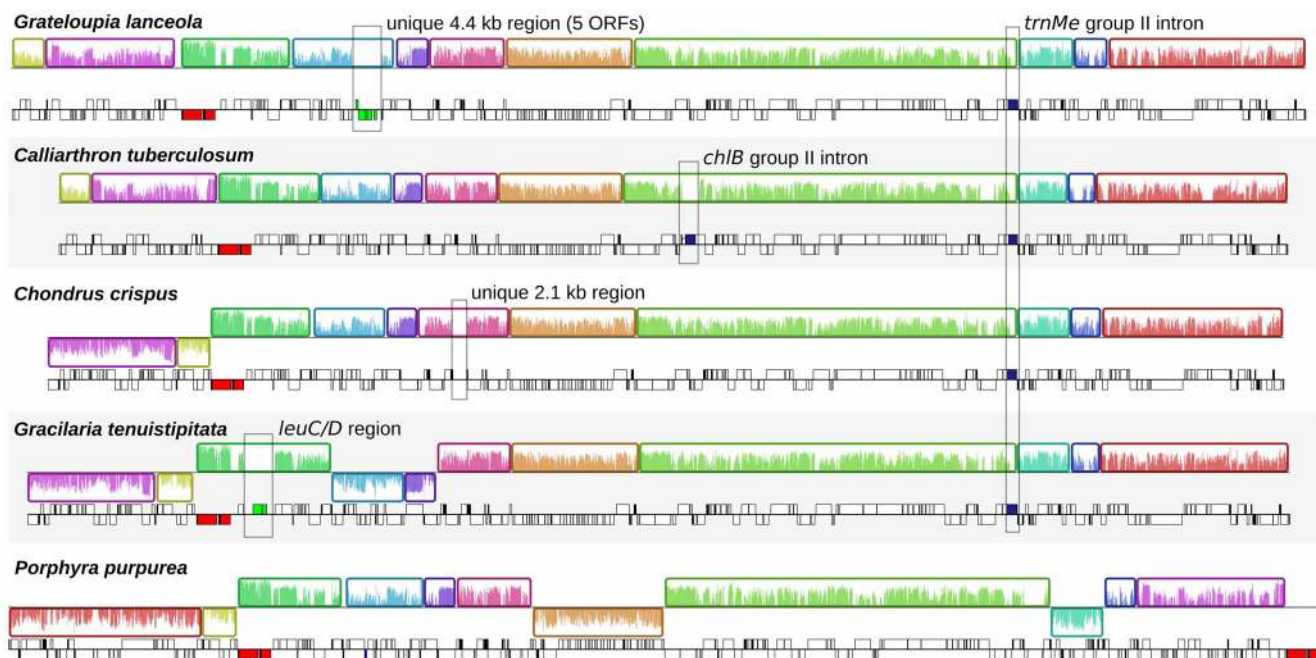 Grateloupia lanceola
unique 4.4 kb region (5 ORFs)
trnMe group II intron
Calliarthron tuberculosum
chlB group II intron
Chondrus crispus
unique 2.1 kb region
Gracilaria tenuistipitata
leuC/D region
Porphyra purpurea